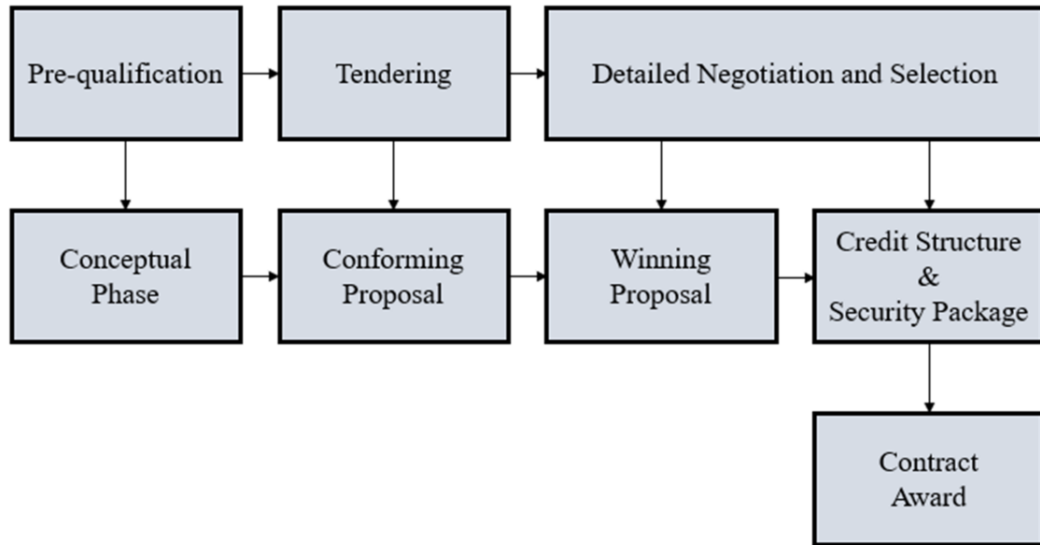 Pre-qualification
Tendering
Detailed Negotiation and Selection
Conceptual
Phase
Conforming
Proposal
Winning
Proposal
Credit Structure
&
Security Package
Contract
Award